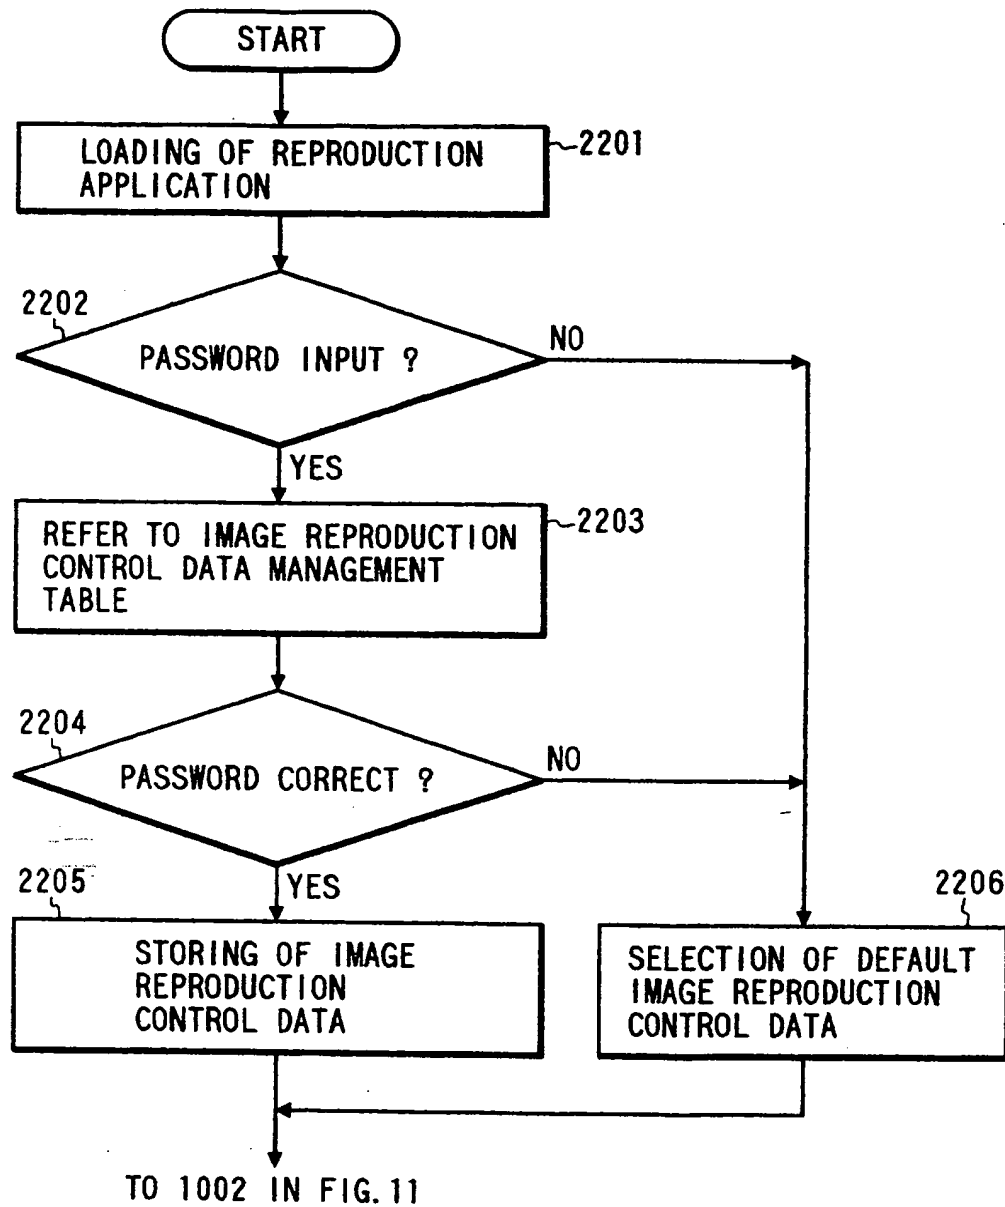 START
LOADING OF REPRODUCTION
APPLICATION
2201
2202
PASSWORD INPUT ?
NO
YES
REFER TO IMAGE REPRODUCTION
CONTROL DATA MANAGEMENT
TABLE
2203
2204
PASSWORD CORRECT ?
NO
YES
2205
STORING OF IMAGE
REPRODUCTION
CONTROL DATA
2206
SELECTION OF DEFAULT
IMAGE REPRODUCTION
CONTROL DATA
TO 1002 IN FIG. 11